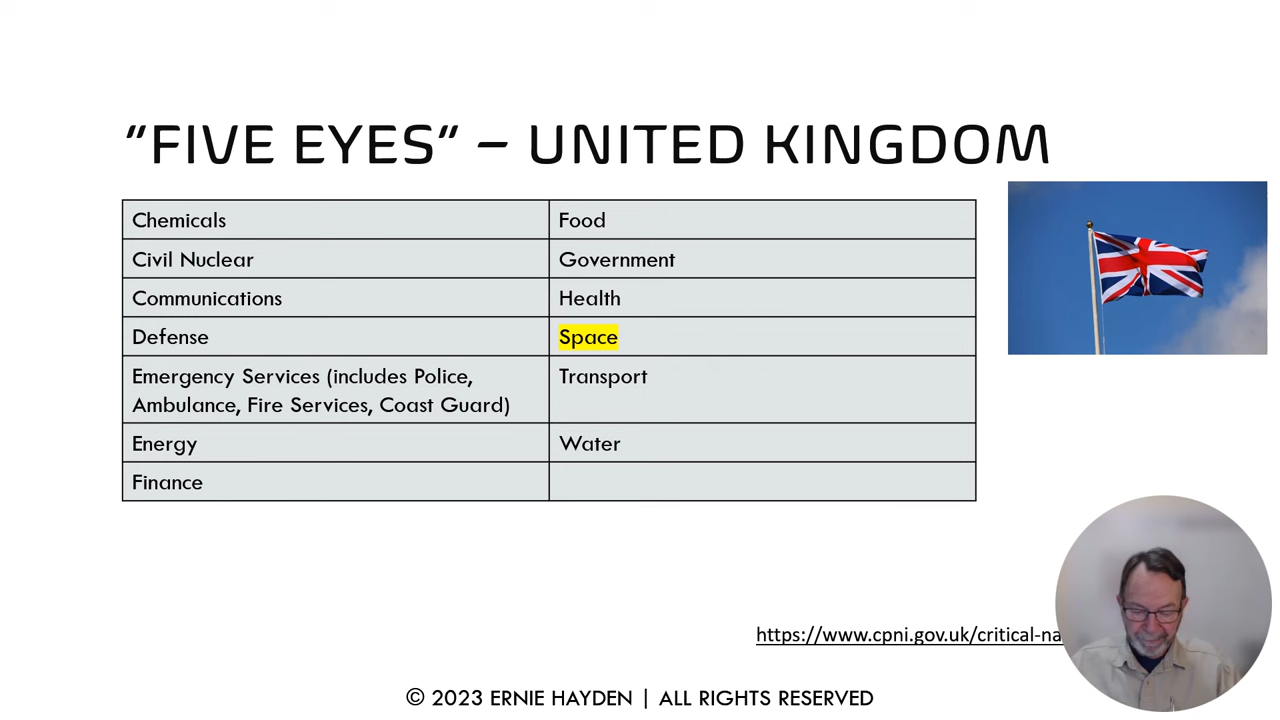 "FIVE EYES" – UNITED KINGDOM
Chemicals
Food
Civil Nuclear
Government
Communications
Health
Defense
Space
Emergency Services (includes Police,
Ambulance, Fire Services, Coast Guard)
Transport
Energy
Water
Finance
https://www.cpni.gov.uk/critical-na
© 2023 ERNIE HAYDEN | ALL RIGHTS RESERVED